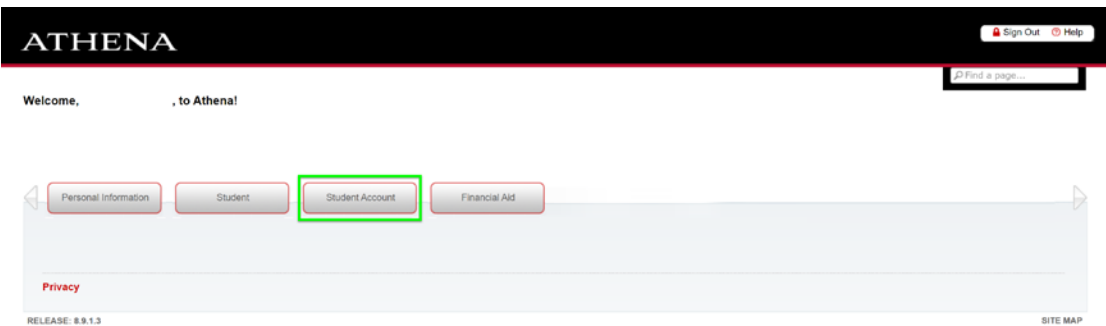 ATHENA
Sign Out Help
Find a page...
Welcome, , to Athena!
Personal Information Student Student Account Financial Aid
Privacy
RELEASE: 8.9.1.3 SITE MAP